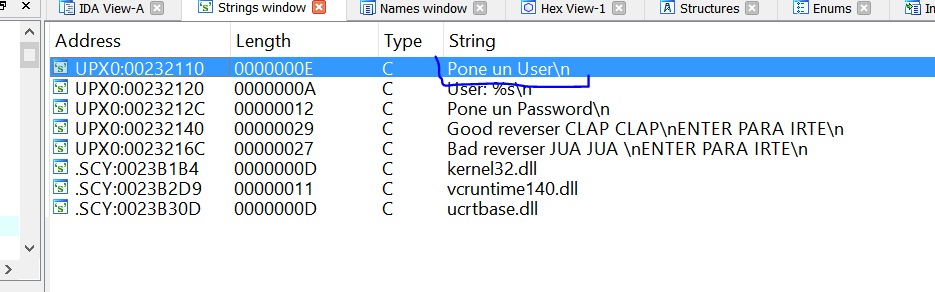 IDA View-A Strings window Names window Hex View-1 Structures Enums
Address Length Type String
UPX0:00232110 0000000E C Pone un User\n
UPX0:00232120 0000000A C User: %s\n
UPX0:0023212C 00000012 C Pone un Password\n
UPX0:00232140 00000029 C Good reverser CLAP CLAP\nENTER PARA IRTE\n
UPX0:0023216C 00000027 C Bad reverser JUA JUA \nENTER PARA IRTE\n
.SCY:0023B1B4 0000000D C kernel32.dll
.SCY:0023B2D9 00000011 C vcruntime140.dll
.SCY:0023B30D 0000000D C ucrtbase.dll